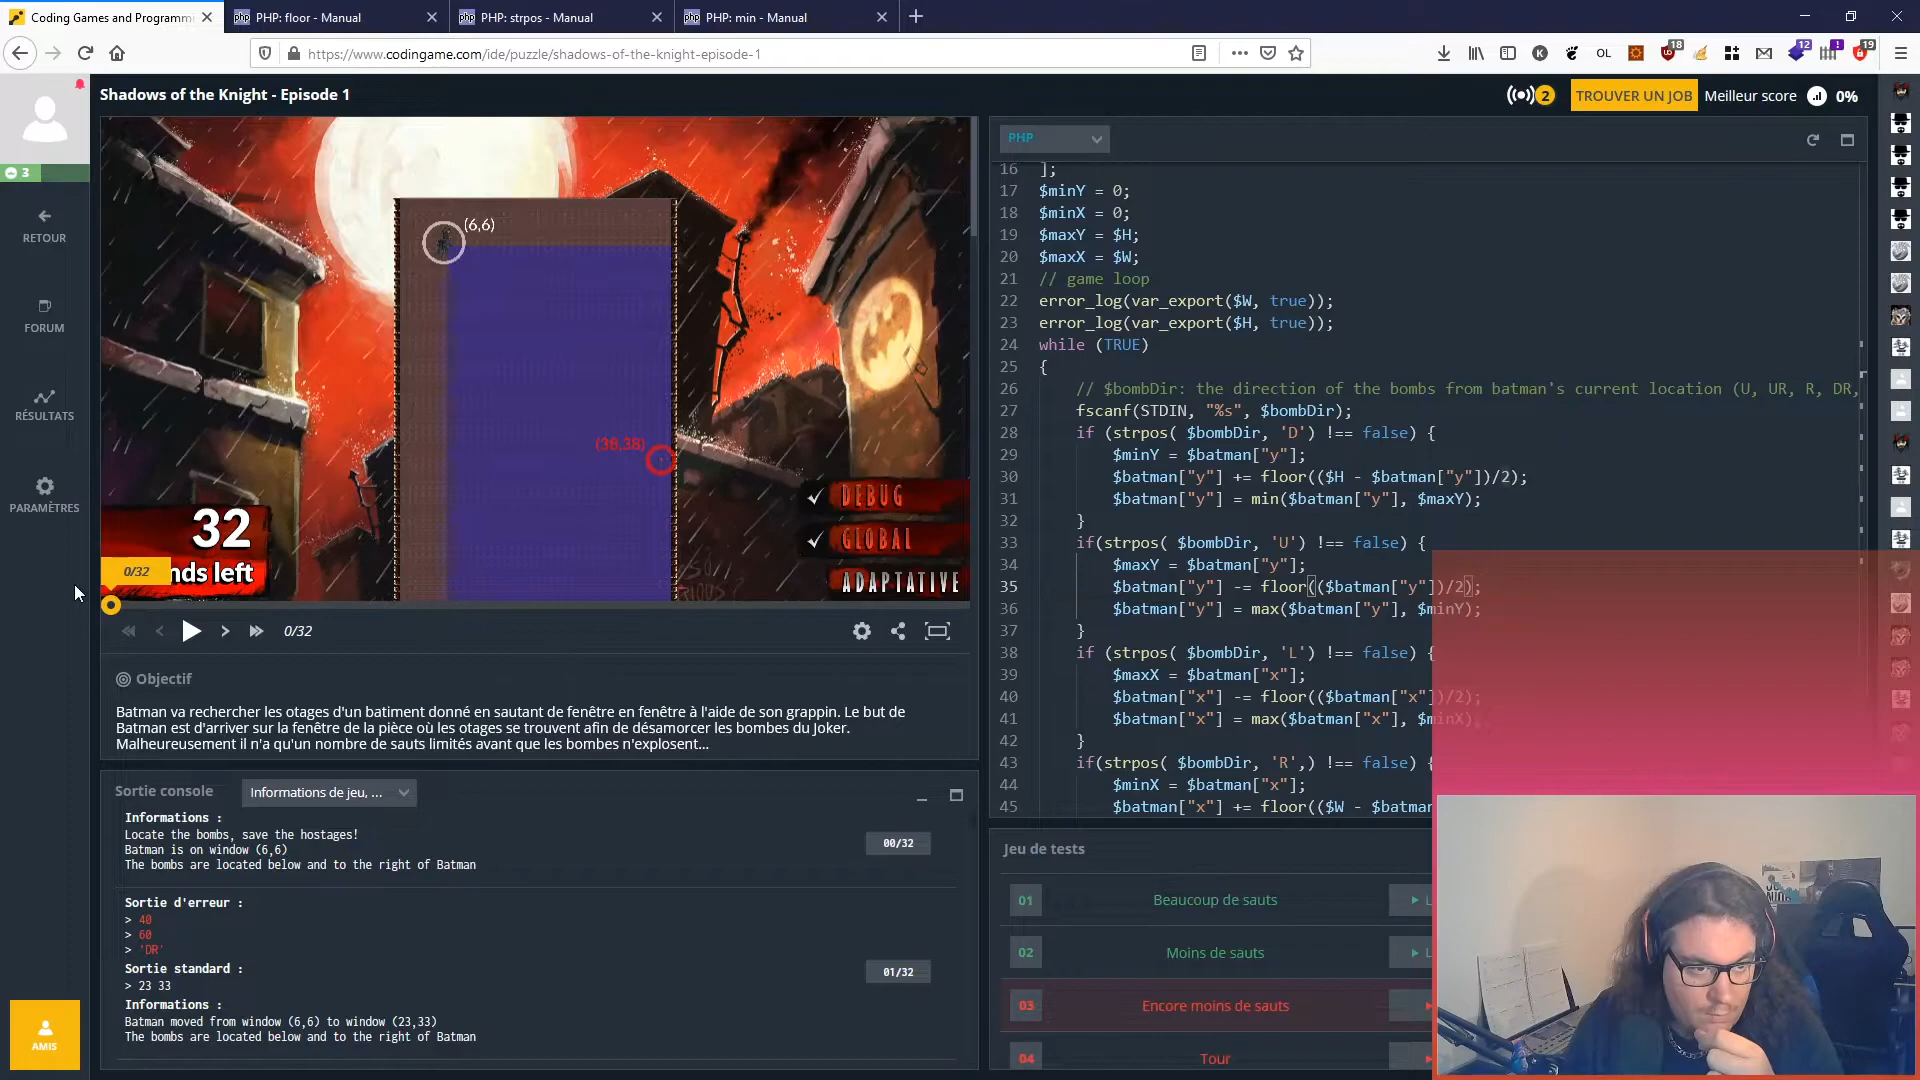 Coding Games and Programmi
PHP: floor - Manual
PHP: strpos - Manual
PHP: min - Manual
https://www.codingame.com/ide/puzzle/shadows-of-the-knight-episode-1
18
OL
12
19
Shadows of the Knight - Episode 1
2
TROUVER UN JOB
Meilleur score
0%
3
RETOUR
FORUM
RÉSULTATS
PARAMÈTRES
AMIS
(6,6)
(38,38)
32
nds left
0/32
DEBUG
GLOBAL
ADAPTATIVE
0/32
Objectif
Batman va rechercher les otages d'un batiment donné en sautant de fenêtre en fenêtre à l'aide de son grappin. Le but de
Batman est d'arriver sur la fenêtre de la pièce où les otages se trouvent afin de désamorcer les bombes du Joker.
Malheureusement il n'a qu'un nombre de sauts limités avant que les bombes n'explosent...
Sortie console
Informations de jeu, ...
Informations :
Locate the bombs, save the hostages!
Batman is on window (6,6)
The bombs are located below and to the right of Batman
00/32
Sortie d'erreur :
> 40
> 60
> 'DR'
Sortie standard :
> 23 33
01/32
Informations :
Batman moved from window (6,6) to window (23,33)
The bombs are located below and to the right of Batman
PHP
16 ];
17 $minY = 0;
18 $minX = 0;
19 $maxY = $H;
20 $maxX = $W;
21 // game loop
22 error_log(var_export($W, true));
23 error_log(var_export($H, true));
24 while (TRUE)
25 {
26 // $bombDir: the direction of the bombs from batman's current location (U, UR, R, DR,
27 fscanf(STDIN, "%s", $bombDir);
28 if (strpos( $bombDir, 'D') !== false) {
29 $minY = $batman["y"];
30 $batman["y"] += floor(($H - $batman["y"])/2);
31 $batman["y"] = min($batman["y"], $maxY);
32 }
33 if(strpos( $bombDir, 'U') !== false) {
34 $maxY = $batman["y"];
35 $batman["y"] -= floor(($batman["y"])/2);
36 $batman["y"] = max($batman["y"], $minY);
37 }
38 if (strpos( $bombDir, 'L') !== false) {
39 $maxX = $batman["x"];
40 $batman["x"] -= floor(($batman["x"])/2);
41 $batman["x"] = max($batman["x"], $minX);
42 }
43 if(strpos( $bombDir, 'R',) !== false) {
44 $minX = $batman["x"];
45 $batman["x"] += floor(($W - $batman
Jeu de tests
01 Beaucoup de sauts
02 Moins de sauts
03 Encore moins de sauts
04 Tour